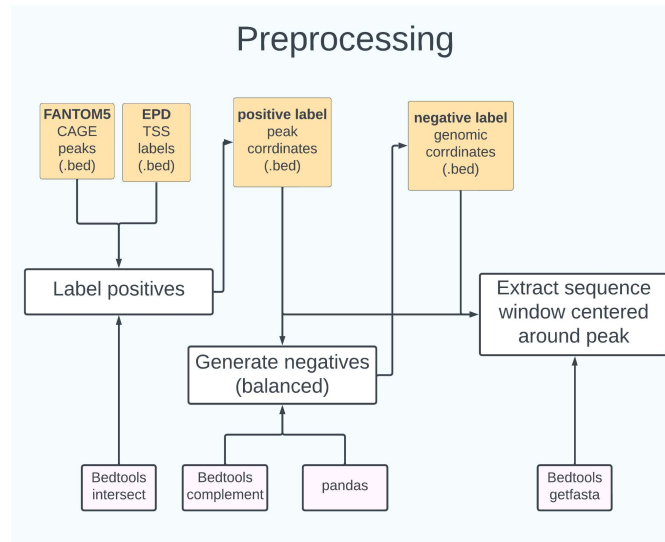 Preprocessing
FANTOM5
CAGE
peaks
(.bed)
EPD
TSS
labels
(.bed)
positive label
peak
corrdinates
(.bed)
negative label
genomic
corrdinates
(.bed)
Label positives
Extract sequence
window centered
around peak
Generate negatives
(balanced)
Bedtools
intersect
Bedtools
complement
pandas
Bedtools
getfasta